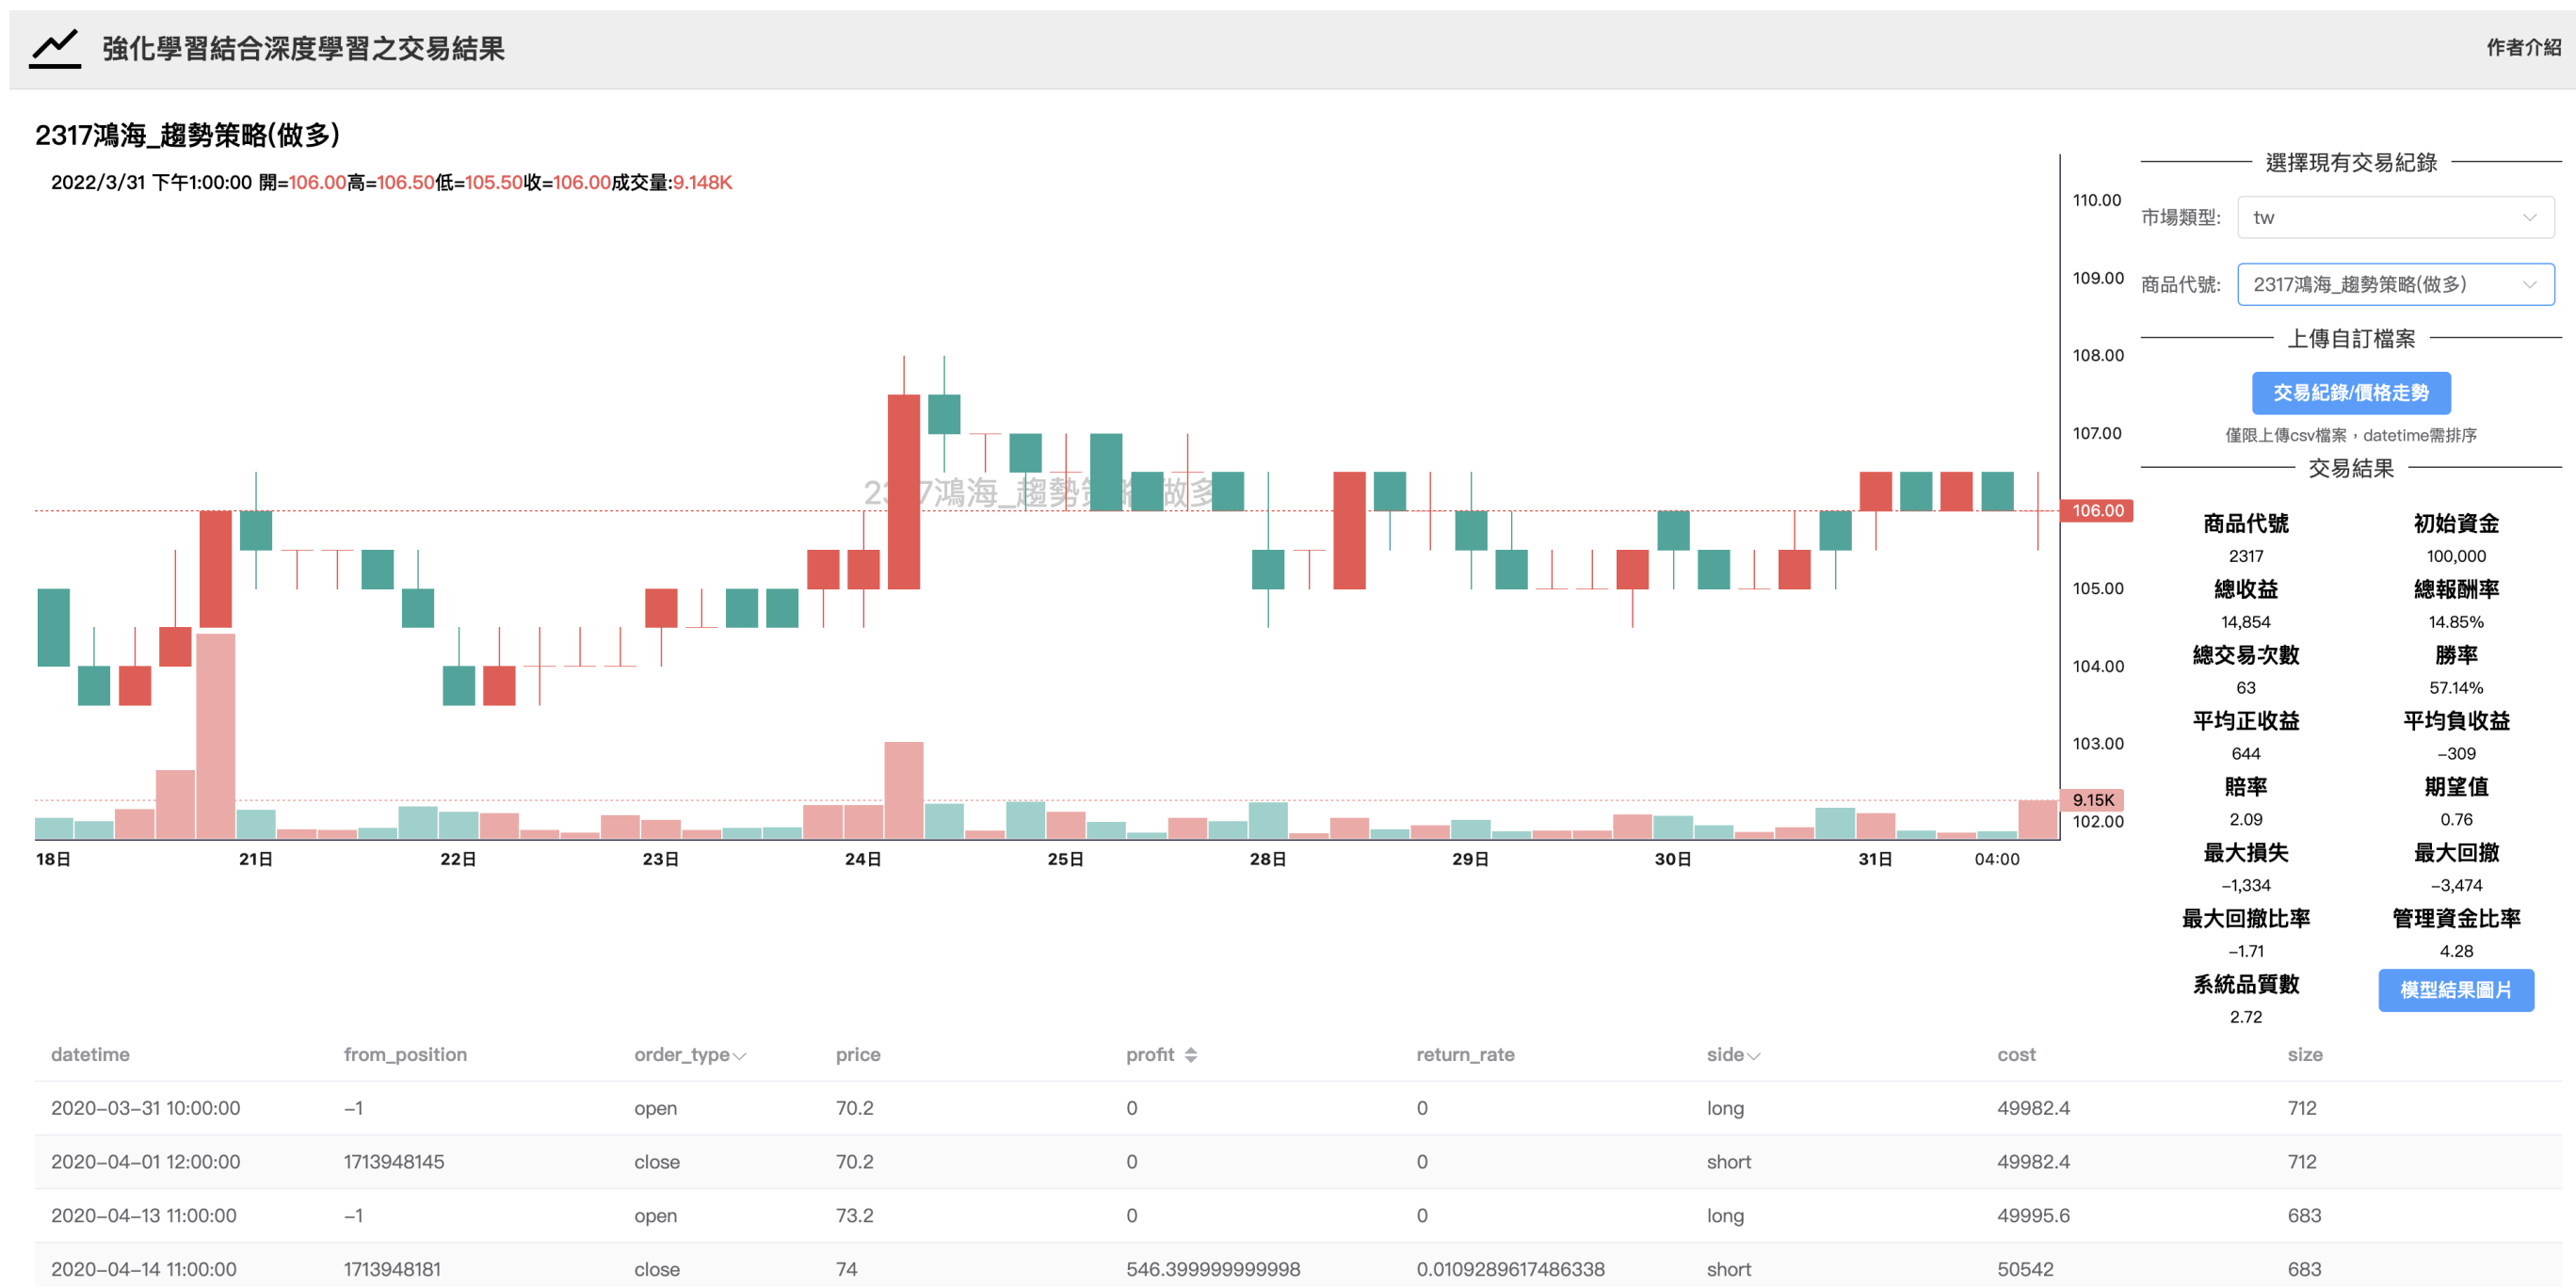 強化學習結合深度學習之交易結果
作者介紹
2317鴻海_趨勢策略(做多)
2022/3/31 下午1:00:00 開=106.00高=106.50低=105.50收=106.00成交量:9.148K
110.00
109.00
108.00
107.00
106.00
105.00
104.00
103.00
9.15K
102.00
18日 21日 22日 23日 24日 25日 28日 29日 30日 31日 04:00
選擇現有交易紀錄
市場類型: tw
商品代號: 2317鴻海_趨勢策略(做多)
上傳自訂檔案
交易紀錄/價格走勢
僅限上傳csv檔案，datetime需排序
交易結果
商品代號 初始資金
2317 100,000
總收益 總報酬率
14,854 14.85%
總交易次數 勝率
63 57.14%
平均正收益 平均負收益
644 -309
賠率 期望值
2.09 0.76
最大損失 最大回撤
-1,334 -3,474
最大回撤比率 管理資金比率
-1.71 4.28
系統品質數 模型結果圖片
2.72
datetime from_position order_type price profit return_rate side cost size
2020-03-31 10:00:00 -1 open 70.2 0 0 long 49982.4 712
2020-04-01 12:00:00 1713948145 close 70.2 0 0 short 49982.4 712
2020-04-13 11:00:00 -1 open 73.2 0 0 long 49995.6 683
2020-04-14 11:00:00 1713948181 close 74 546.399999999998 0.0109289617486338 short 50542 683